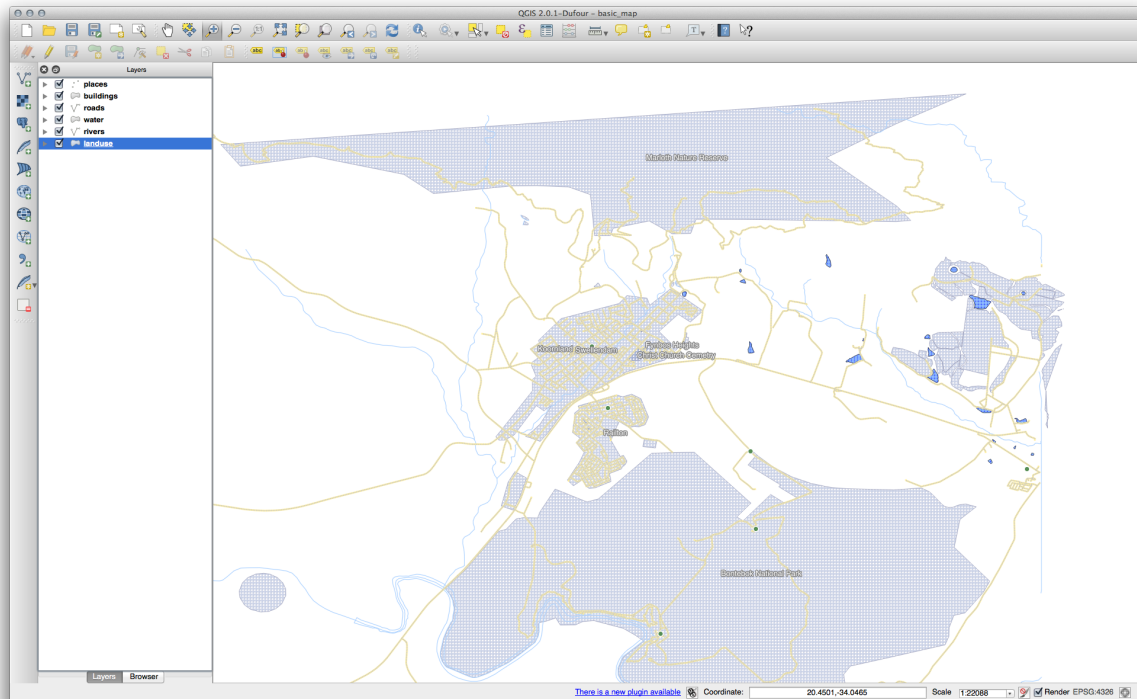 QGIS 2.0.1-Dufour – basic_map
Layers
places
buildings
roads
water
rivers
landuse
Marloth Nature Reserve
Koornland Swellendam
Fynbos Heights
Christ Church Cemetry
Railton
Bontebok National Park
Layers Browser
There is a new plugin available Coordinate: 20.4501,-34.0465 Scale 1:22088 Render EPSG:4326